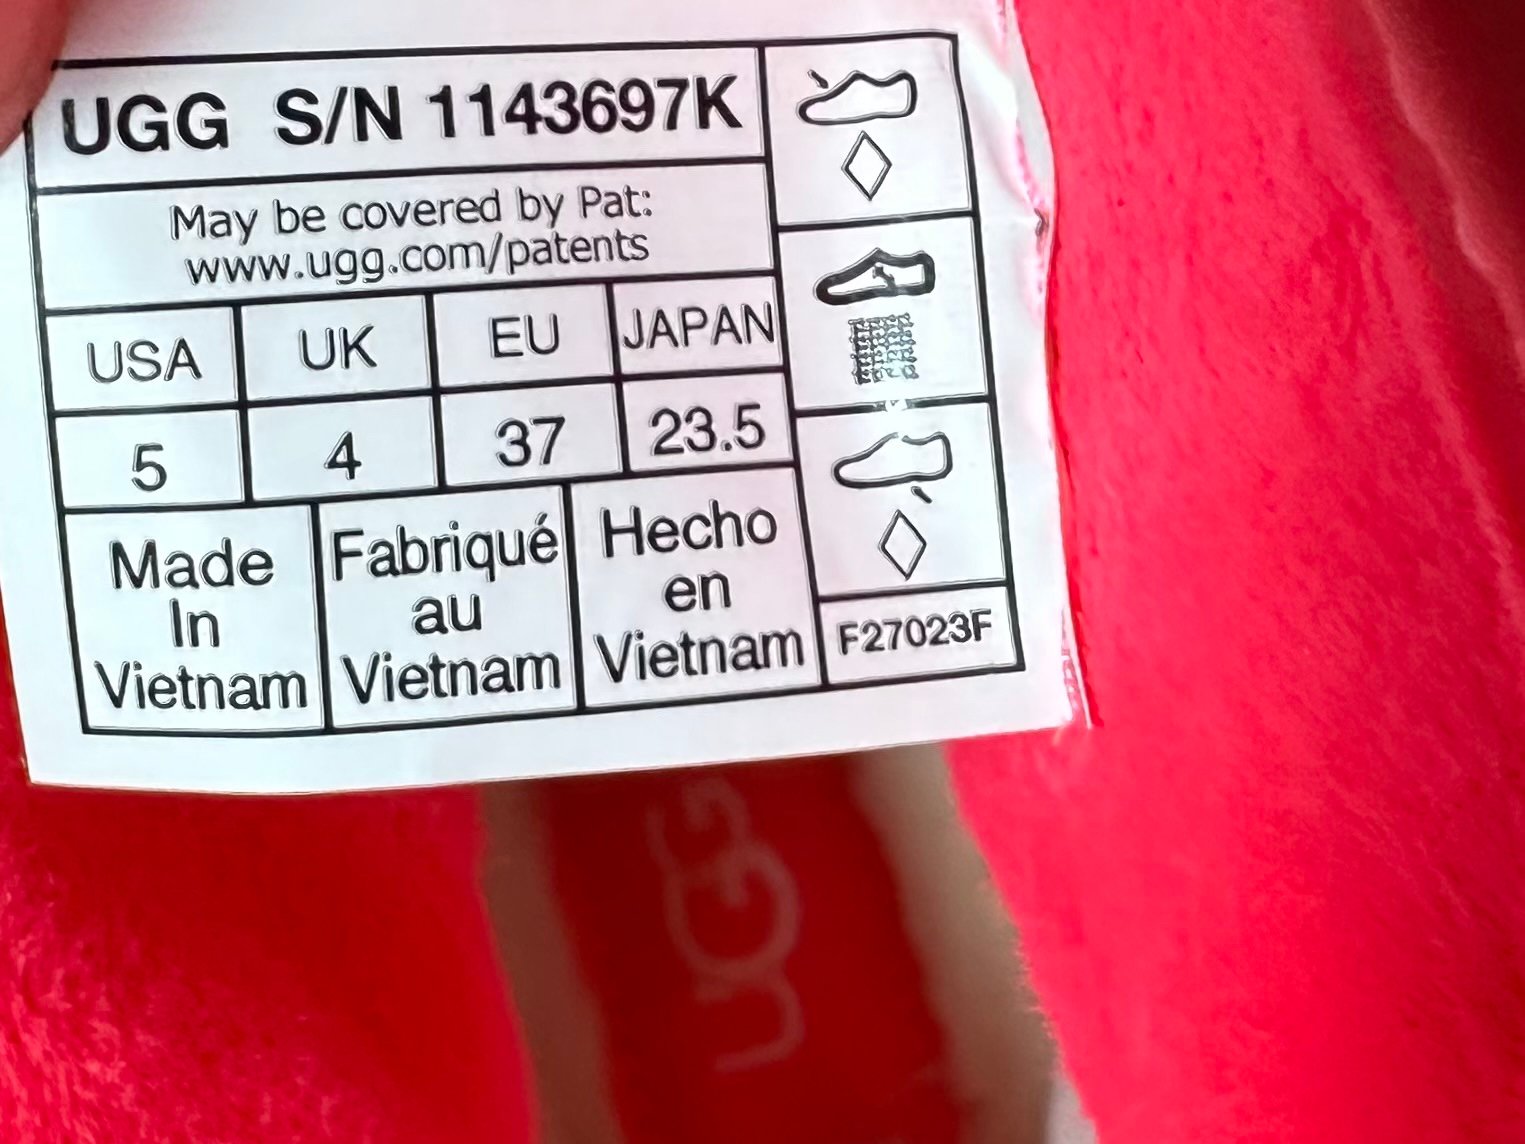 UGG S/N 1143697K
May be covered by Pat:
www.ugg.com/patents
USA UK EU JAPAN
5 4 37 23.5
Made
In
Vietnam
Fabriqué
au
Vietnam
Hecho
en
Vietnam
F27023F
UGG